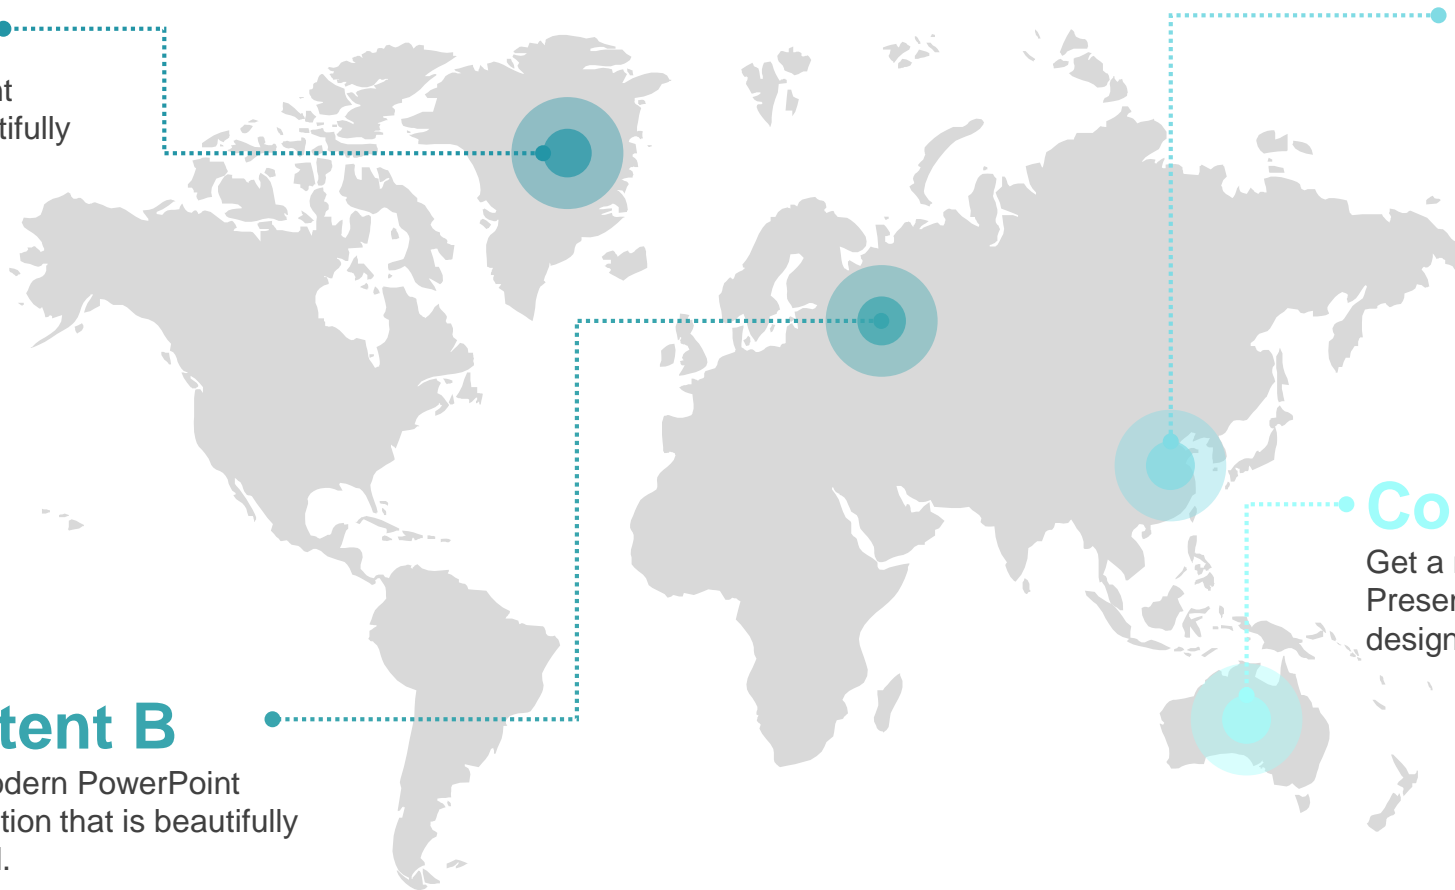 nt
tifully
Co
Get a
Preser
design
tent B
odern PowerPoint
tion that is beautifully
l.